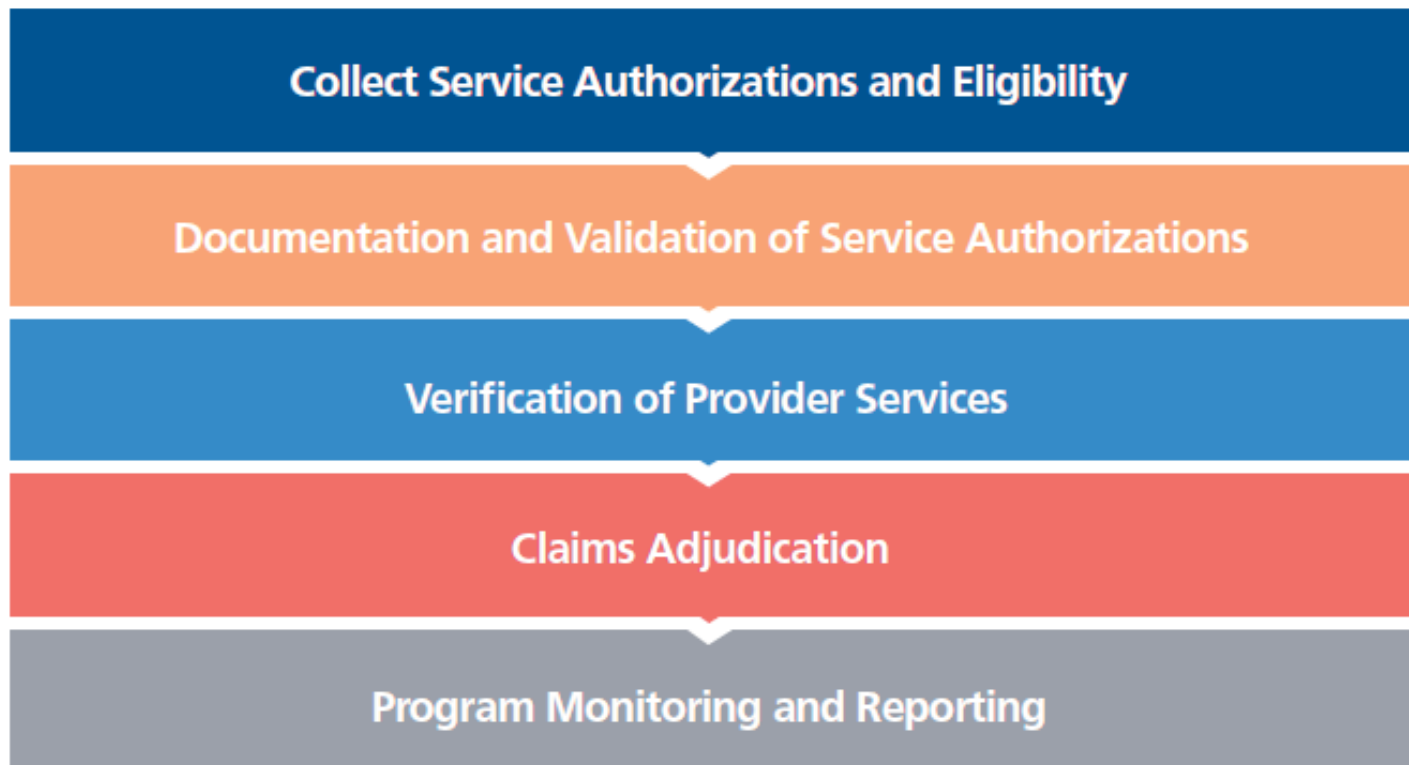 Collect Service Authorizations and Eligibility
Documentation and Validation of Service Authorizations
Verification of Provider Services
Claims Adjudication
Program Monitoring and Reporting